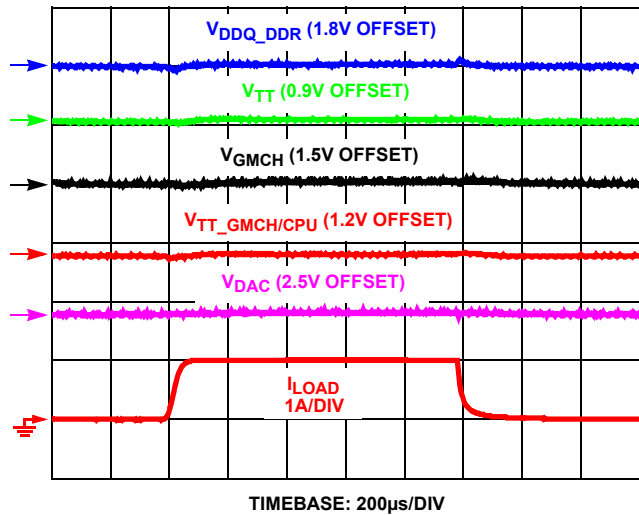 VDDQ_DDR (1.8V OFFSET)
VTT (0.9V OFFSET)
VGMCH (1.5V OFFSET)
VTT_GMCH/CPU (1.2V OFFSET)
VDAC (2.5V OFFSET)
ILOAD
1A/DIV
TIMEBASE: 200µs/DIV